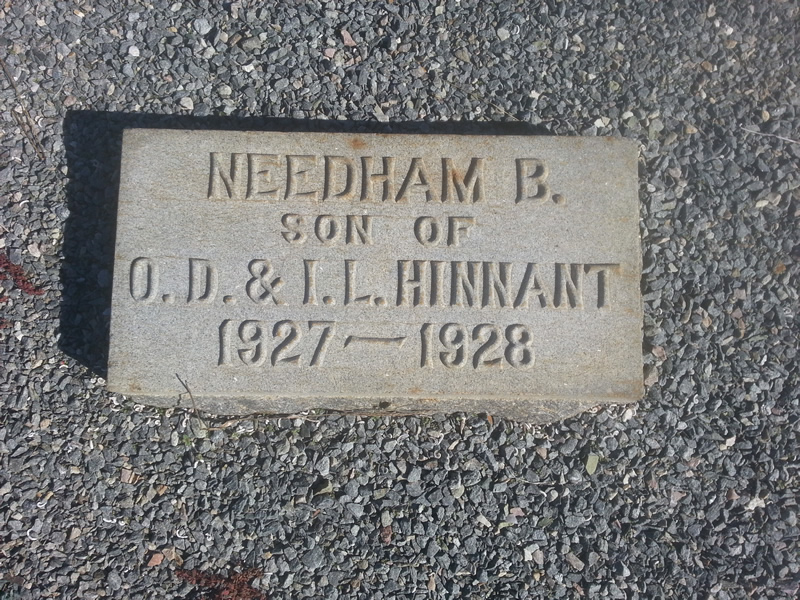 NEEDHAM B.
SON OF
O. D. & I. L. HINNANT
1927 — 1928